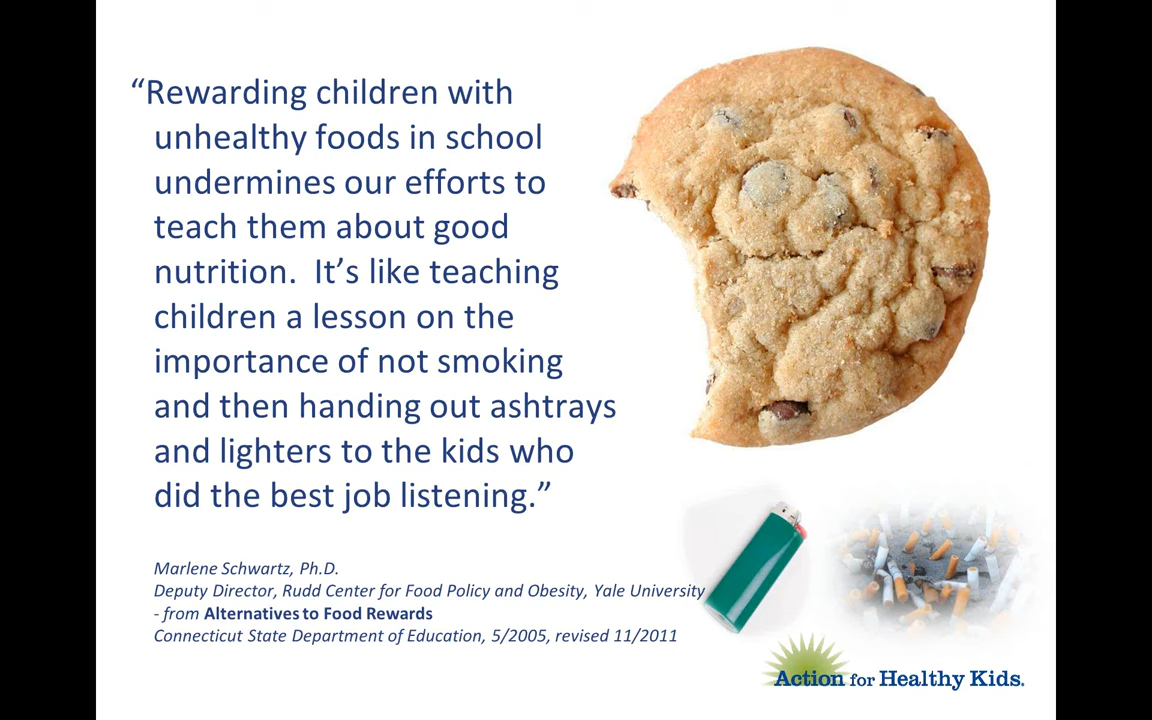 “Rewarding children with
unhealthy foods in school
undermines our efforts to
teach them about good
nutrition.  It’s like teaching
children a lesson on the
importance of not smoking
and then handing out ashtrays
and lighters to the kids who
did the best job listening.”
Marlene Schwartz, Ph.D.
Deputy Director, Rudd Center for Food Policy and Obesity, Yale University
- from Alternatives to Food Rewards
Connecticut State Department of Education, 5/2005, revised 11/2011
Action for Healthy Kids.